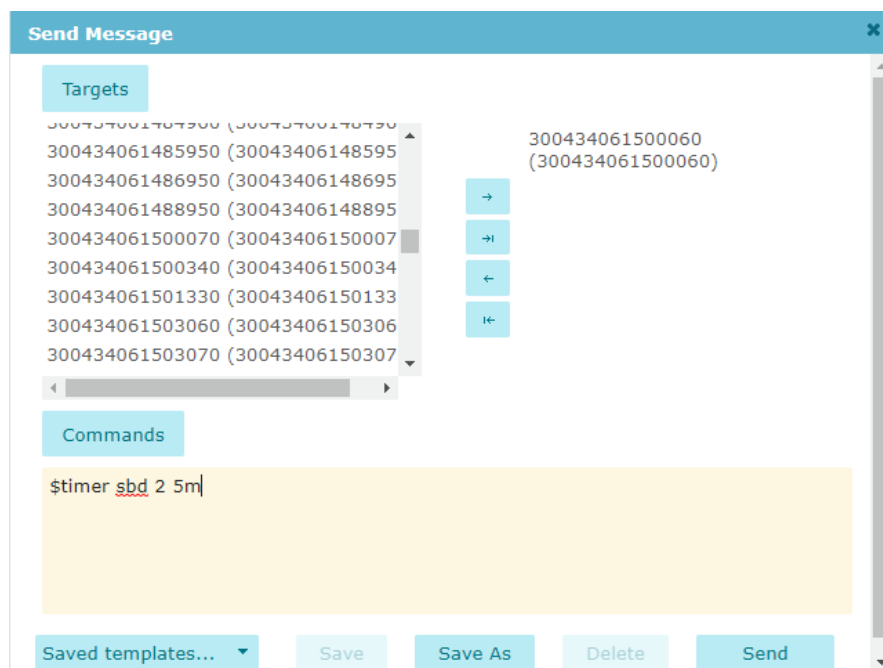 Send Message
Targets
300434061485950 (30043406148595
300434061486950 (30043406148695
300434061488950 (30043406148895
300434061500070 (30043406150007
300434061500340 (30043406150034
300434061501330 (30043406150133
300434061503060 (30043406150306
300434061503070 (30043406150307
300434061500060
(300434061500060)
Commands
$timer sbd 2 5m
Saved templates...
Save
Save As
Delete
Send